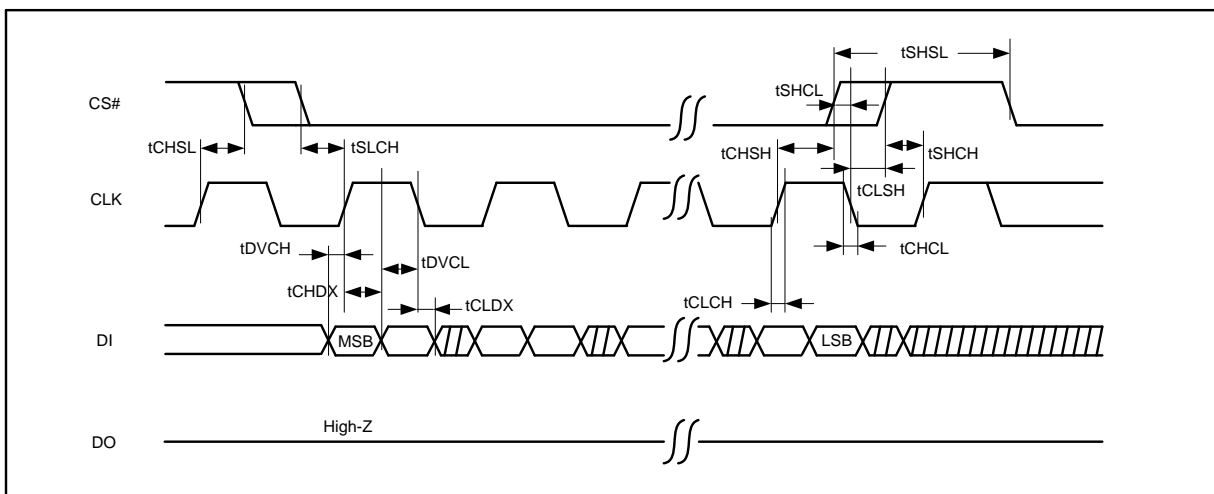 tSHSL
CS#
tSHCL
tCHSL
tSLCH
tCHSH
tSHCH
tCLSH
CLK
tDVCH
tDVCL
tCHCL
tCHDX
tCLDX
tCLCH
DI
MSB
LSB
High-Z
DO